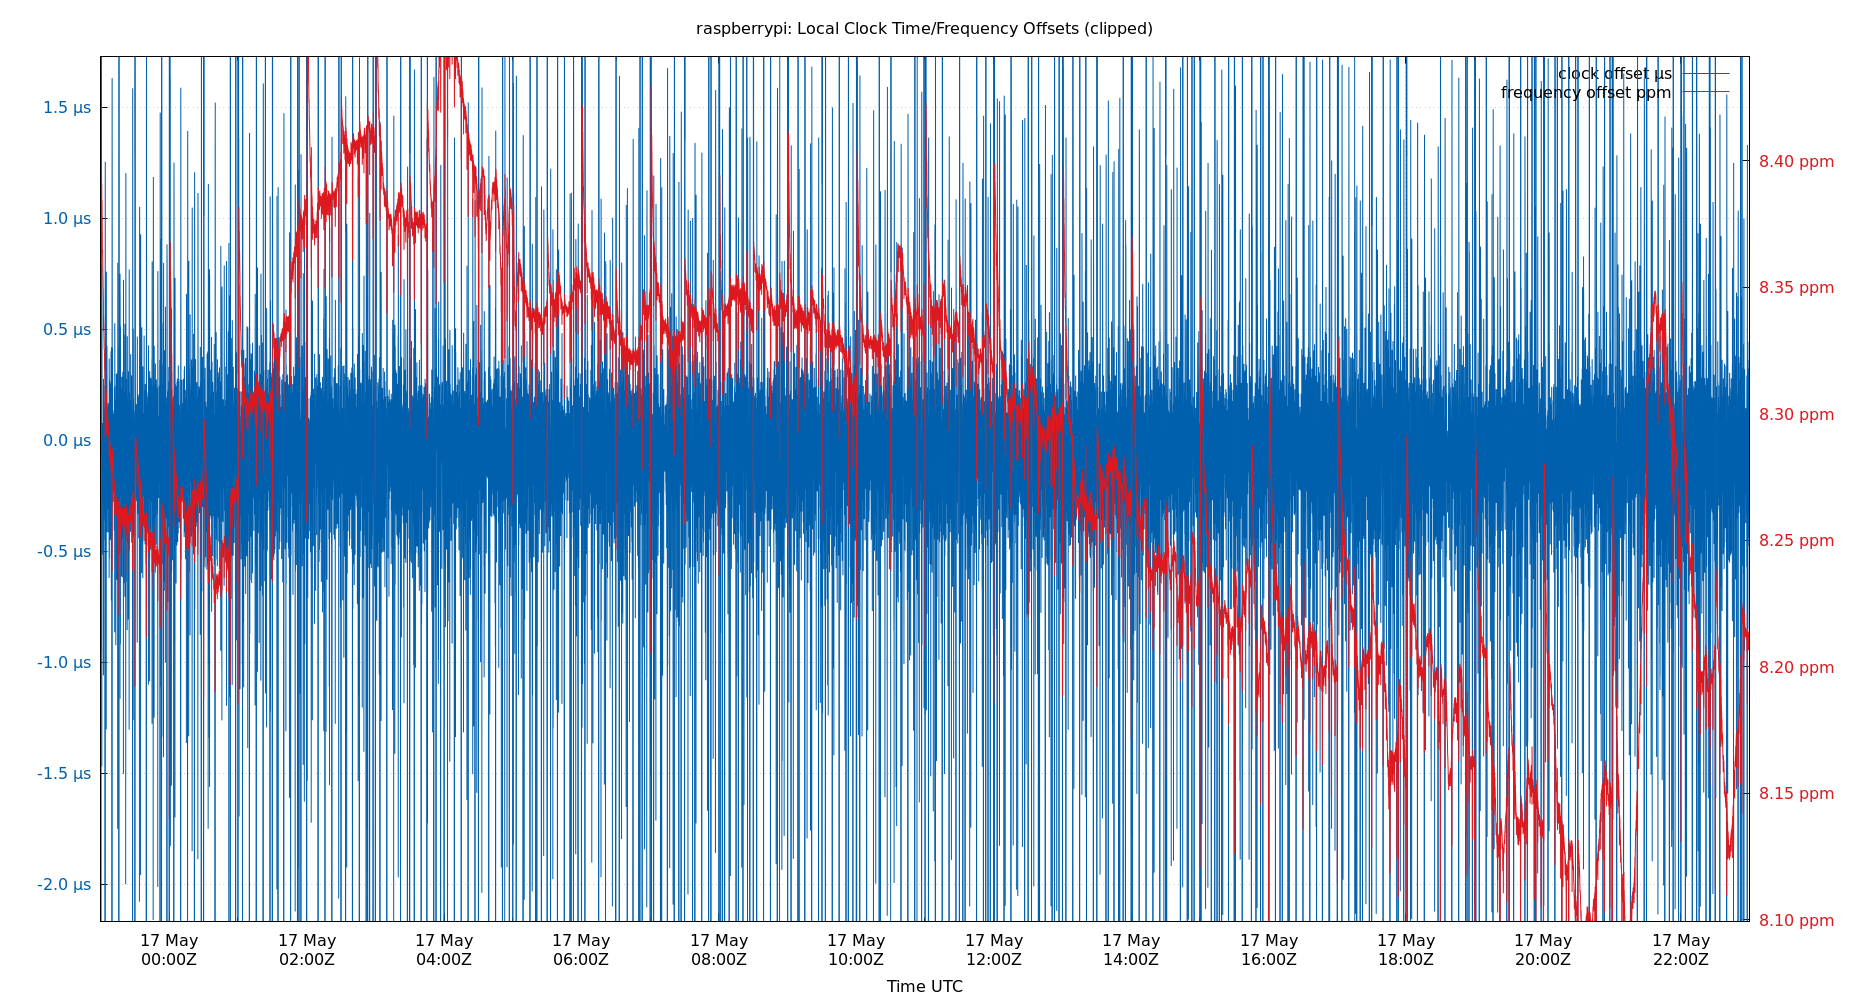 raspberrypi: Local Clock Time/Frequency Offsets (clipped)
clock offset µs
frequency offset ppm
1.5 µs
1.0 µs
0.5 µs
0.0 µs
-0.5 µs
-1.0 µs
-1.5 µs
-2.0 µs
8.40 ppm
8.35 ppm
8.30 ppm
8.25 ppm
8.20 ppm
8.15 ppm
8.10 ppm
17 May 17 May 17 May 17 May 17 May 17 May 17 May 17 May 17 May 17 May 17 May 17 May
00:00Z 02:00Z 04:00Z 06:00Z 08:00Z 10:00Z 12:00Z 14:00Z 16:00Z 18:00Z 20:00Z 22:00Z
Time UTC